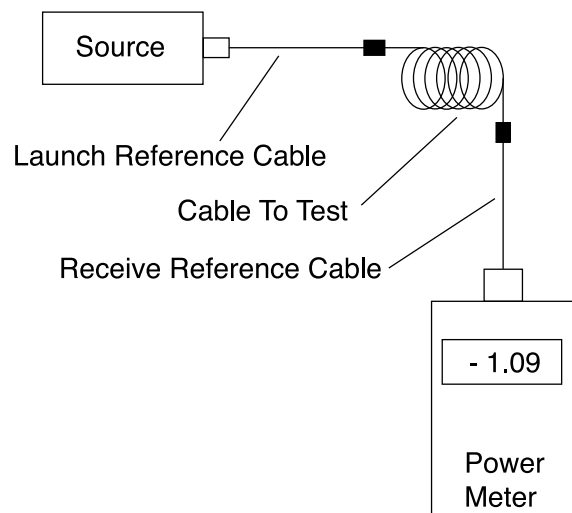 Source
Launch Reference Cable
Cable To Test
Receive Reference Cable
- 1.09
Power
Meter